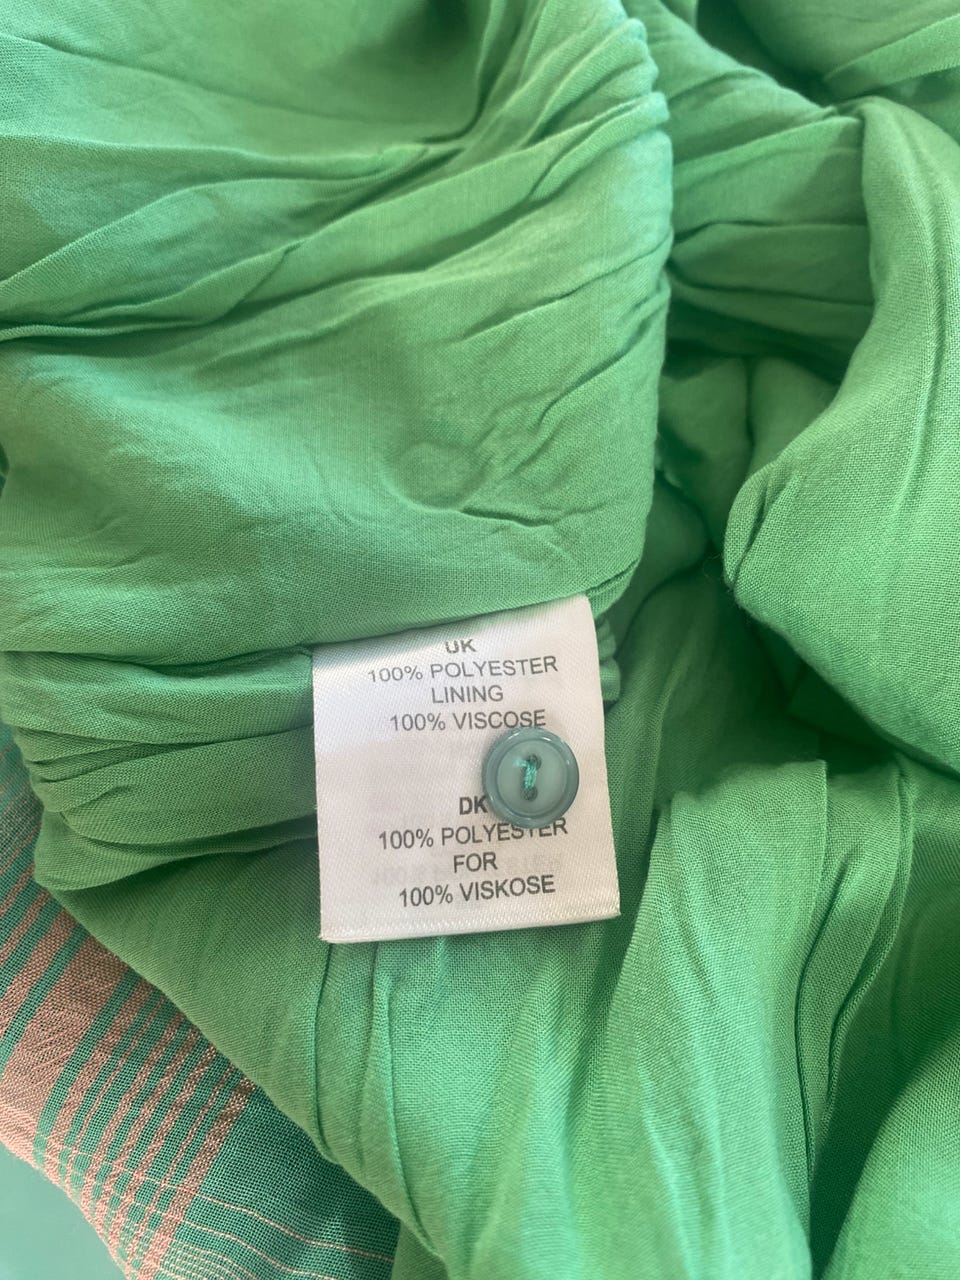 UK
100% POLYESTER
LINING
100% VISCOSE
DK
100% POLYESTER
FOR
100% VISKOSE